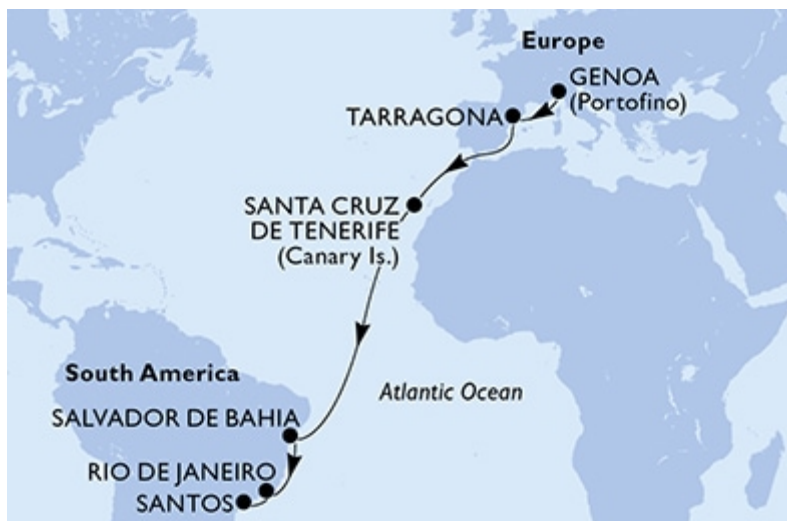 Europe
GENOA
(Portofino)
TARRAGONA
SANTA CRUZ
DE TENERIFE
(Canary Is.)
South America
Atlantic Ocean
SALVADOR DE BAHIA
RIO DE JANEIRO
SANTOS